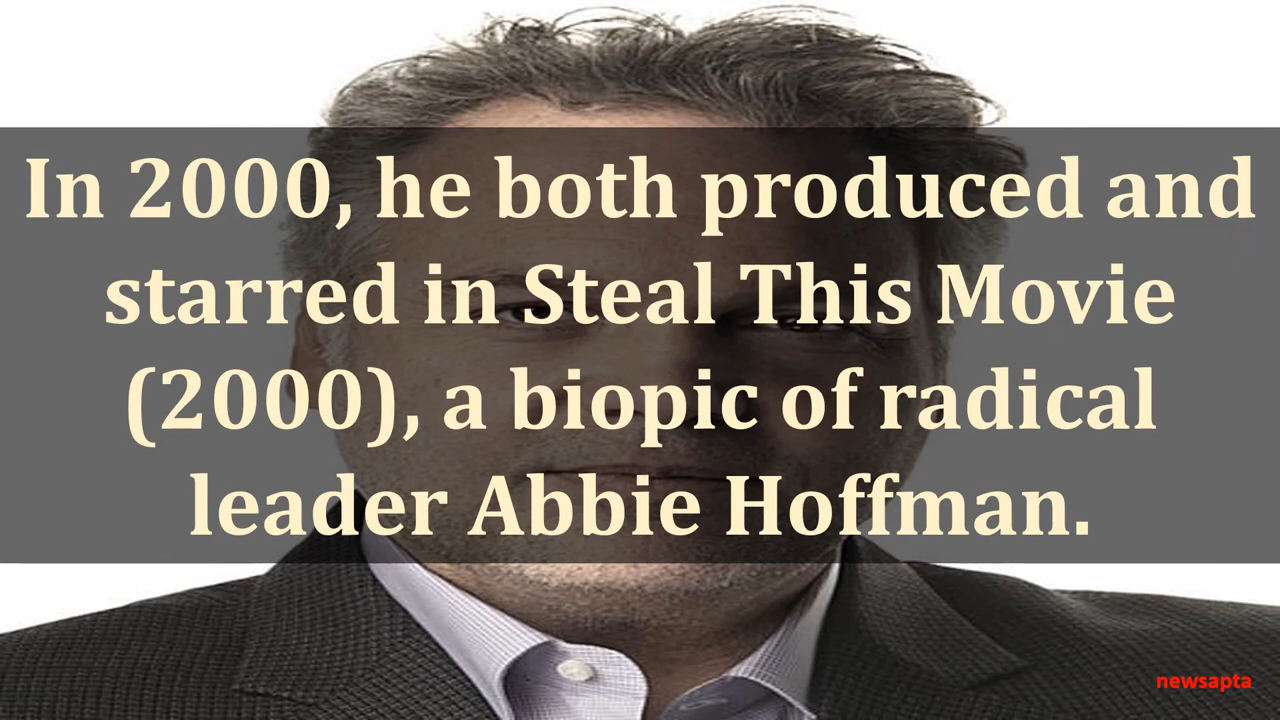 In 2000, he both produced and
starred in Steal This Movie
(2000), a biopic of radical
leader Abbie Hoffman.
newsapta